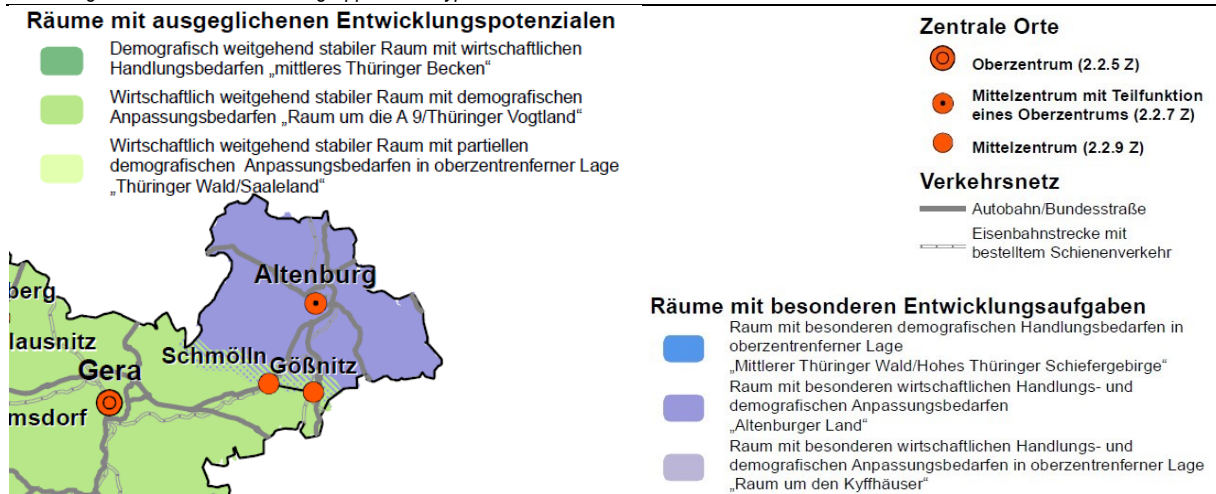 Räume mit ausgeglichenen Entwicklungspotenzialen
Demografisch weitgehend stabiler Raum mit wirtschaftlichen
Handlungsbedarfen „mittleres Thüringer Becken“
Wirtschaftlich weitgehend stabiler Raum mit demografischen
Anpassungsbedarfen „Raum um die A 9/Thüringer Vogtland“
Wirtschaftlich weitgehend stabiler Raum mit partiellen
demografischen Anpassungsbedarfen in oberzentrenferner Lage
„Thüringer Wald/Saaleland“
Altenburg
berg
lausnitz
Schmölln
Gößnitz
Gera
msdorf
Zentrale Orte
Oberzentrum (2.2.5 Z)
Mittelzentrum mit Teilfunktion
eines Oberzentrums (2.2.7 Z)
Mittelzentrum (2.2.9 Z)
Verkehrsnetz
Autobahn/Bundesstraße
Eisenbahnstrecke mit
bestelltem Schienenverkehr
Räume mit besonderen Entwicklungsaufgaben
Raum mit besonderen demografischen Handlungsbedarfen in
oberzentrenferner Lage
„Mittlerer Thüringer Wald/Hohes Thüringer Schiefergebirge“
Raum mit besonderen wirtschaftlichen Handlungs- und
demografischen Anpassungsbedarfen
„Altenburger Land“
Raum mit besonderen wirtschaftlichen Handlungs- und
demografischen Anpassungsbedarfen in oberzentrenferner Lage
„Raum um den Kyffhäuser“